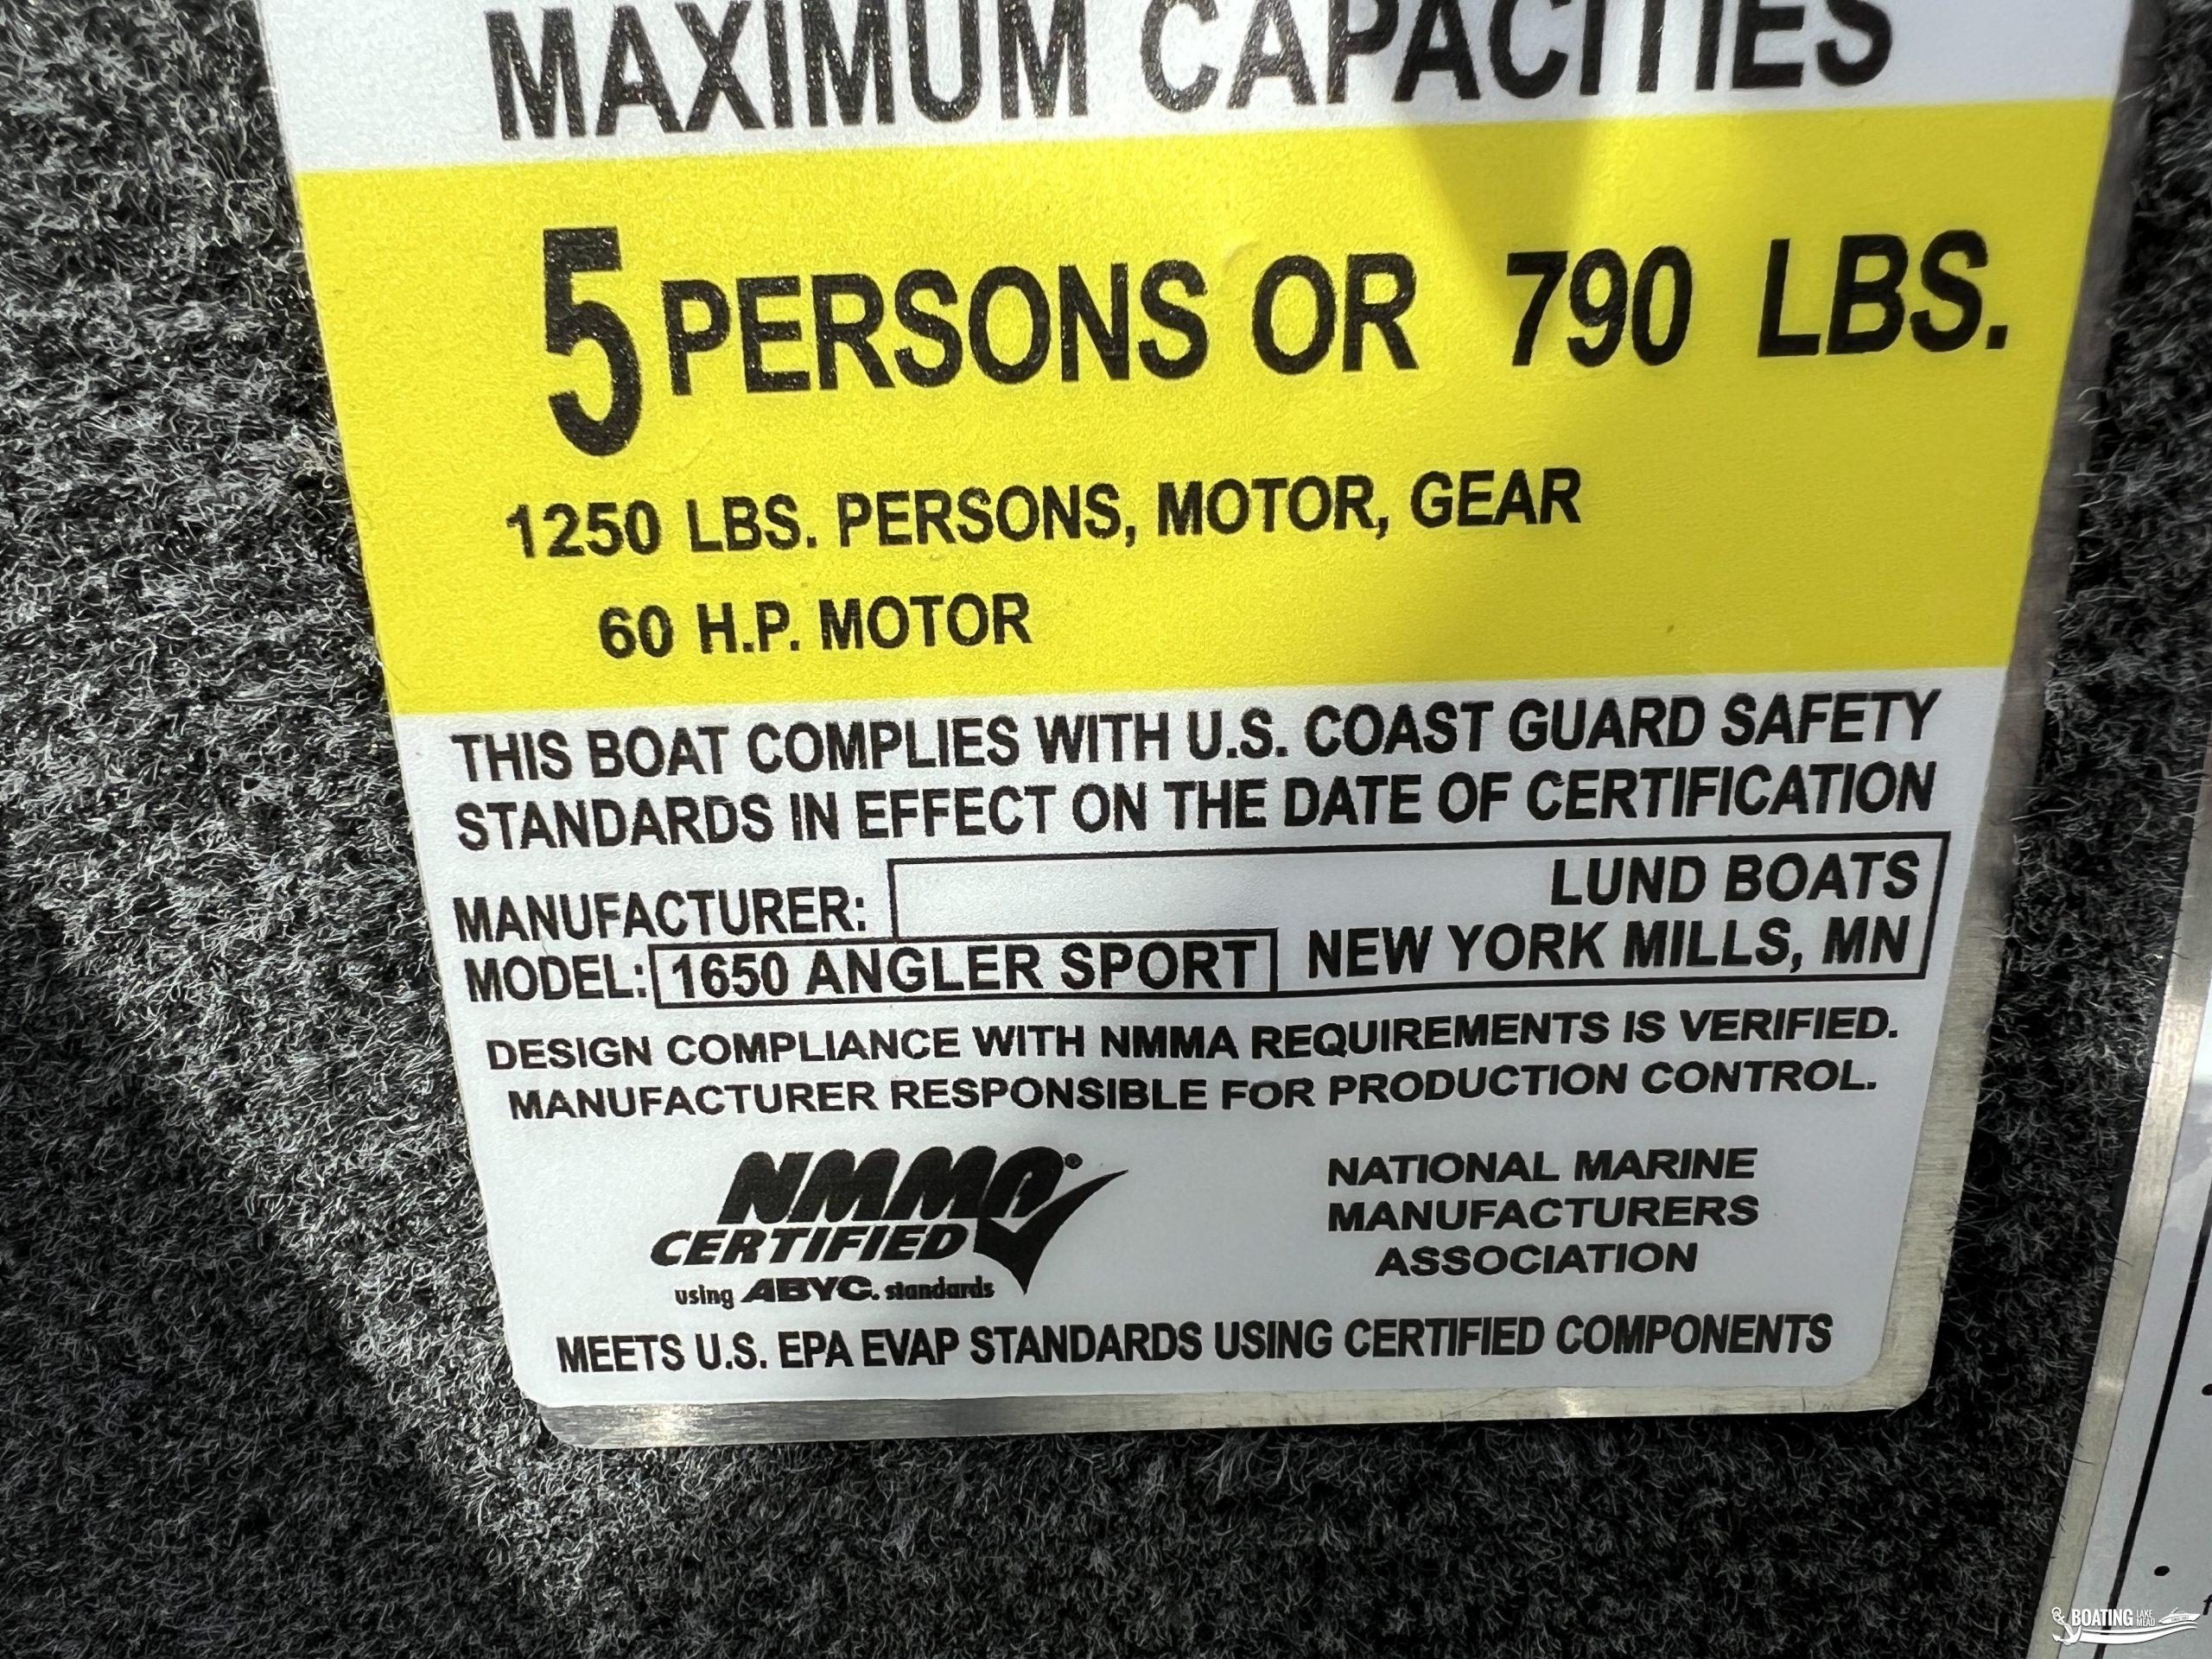 MAXIMUM CAPACITIES
5 PERSONS OR 790 LBS.
1250 LBS. PERSONS, MOTOR, GEAR
60 H.P. MOTOR
THIS BOAT COMPLIES WITH U.S. COAST GUARD SAFETY
STANDARDS IN EFFECT ON THE DATE OF CERTIFICATION
MANUFACTURER: LUND BOATS
MODEL: 1650 ANGLER SPORT NEW YORK MILLS, MN
DESIGN COMPLIANCE WITH NMMA REQUIREMENTS IS VERIFIED.
MANUFACTURER RESPONSIBLE FOR PRODUCTION CONTROL.
NMMA®
CERTIFIED
using ABYC. standards
NATIONAL MARINE
MANUFACTURERS
ASSOCIATION
MEETS U.S. EPA EVAP STANDARDS USING CERTIFIED COMPONENTS
BOATING LAKE MEAD